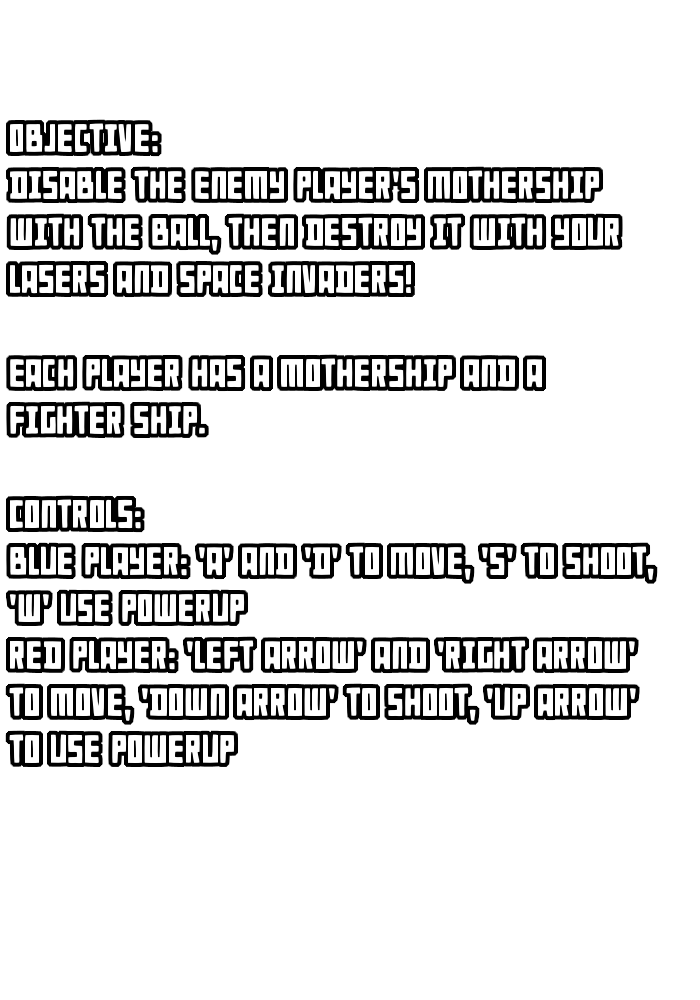 OBJECTIVE:
DISABLE THE ENEMY PLAYER'S MOTHERSHIP
WITH THE BALL, THEN DESTROY IT WITH YOUR
LASERS AND SPACE INVADERS!
EACH PLAYER HAS A MOTHERSHIP AND A
FIGHTER SHIP.
CONTROLS:
BLUE PLAYER: 'A' AND 'D' TO MOVE, 'S' TO SHOOT,
'W' USE POWERUP
RED PLAYER: 'LEFT ARROW' AND 'RIGHT ARROW'
TO MOVE, 'DOWN ARROW' TO SHOOT, 'UP ARROW'
TO USE POWERUP